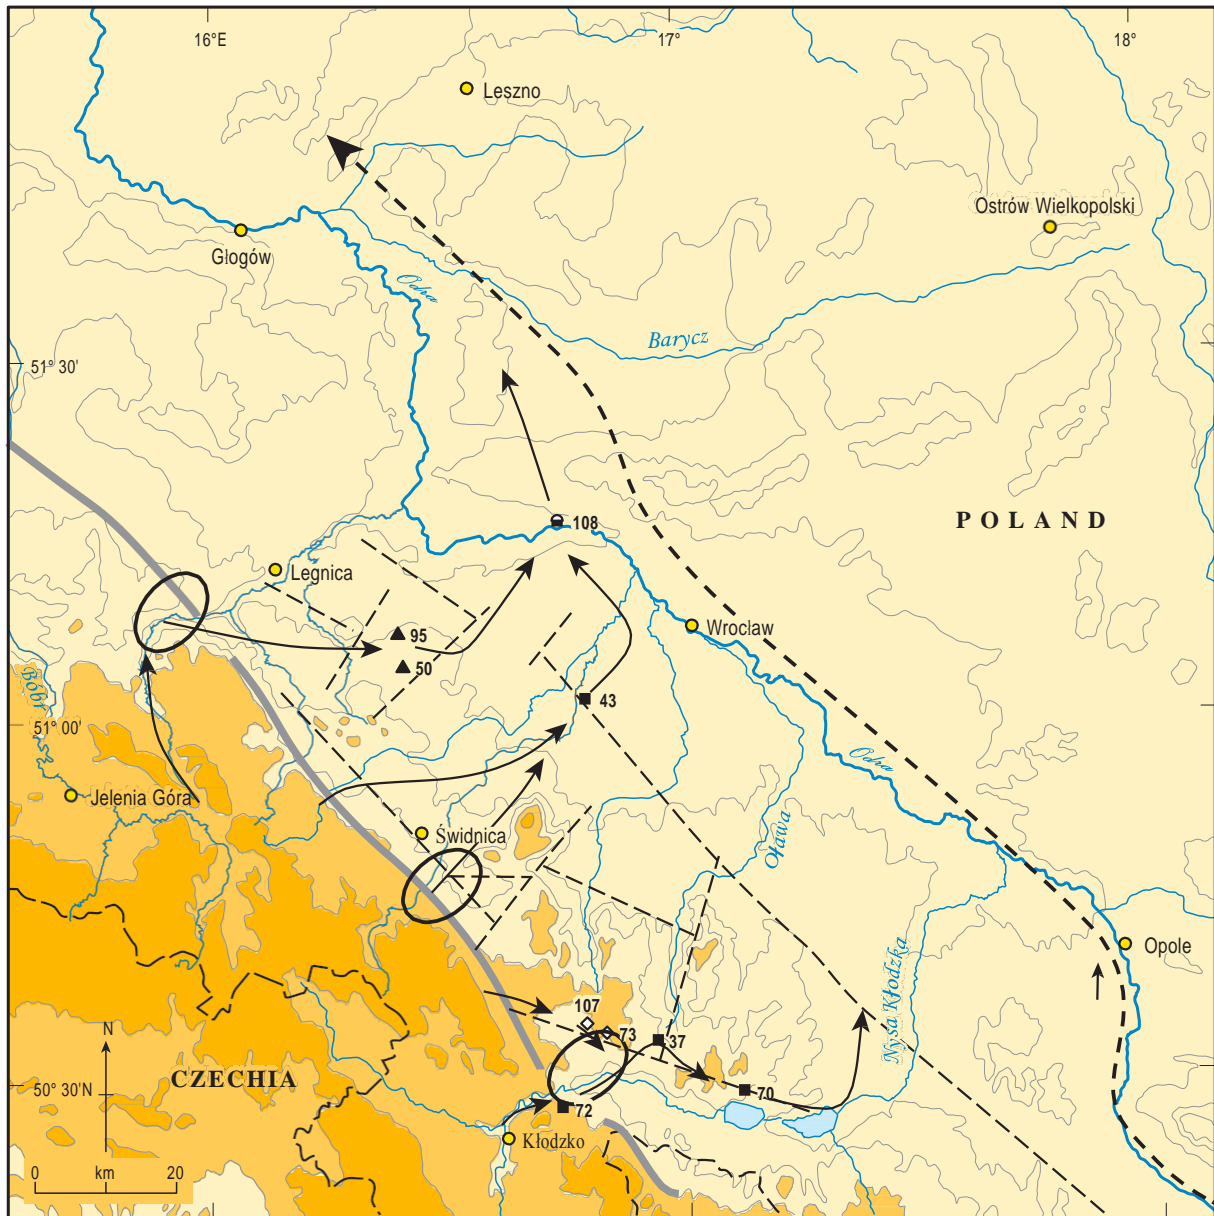 16°E
17°
18°
Leszno
Ostrów Wielkopolski
Głogów
Odra
Barycz
51° 30'
108
POLAND
Legnica
95
Wrocław
50
Bóbr
43
51° 00'
Odra
Jelenia Góra
Świdnica
Oława
Nysa Kłodzka
Opole
107
73
37
N
CZECHIA
50° 30'N
70
72
Kłodzko
0 km 20